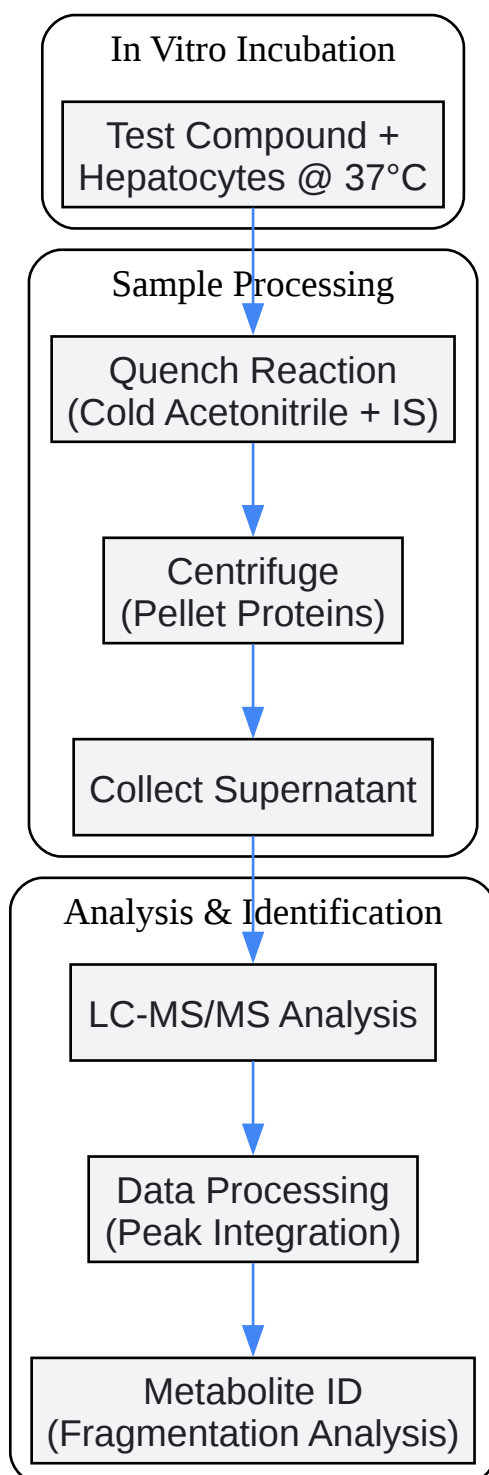 In Vitro Incubation
Test Compound +
Hepatocytes @ 37°C
Sample Processing
Quench Reaction
(Cold Acetonitrile + IS)
Centrifuge
(Pellet Proteins)
Collect Supernatant
Analysis & Identification
LC-MS/MS Analysis
Data Processing
(Peak Integration)
Metabolite ID
(Fragmentation Analysis)